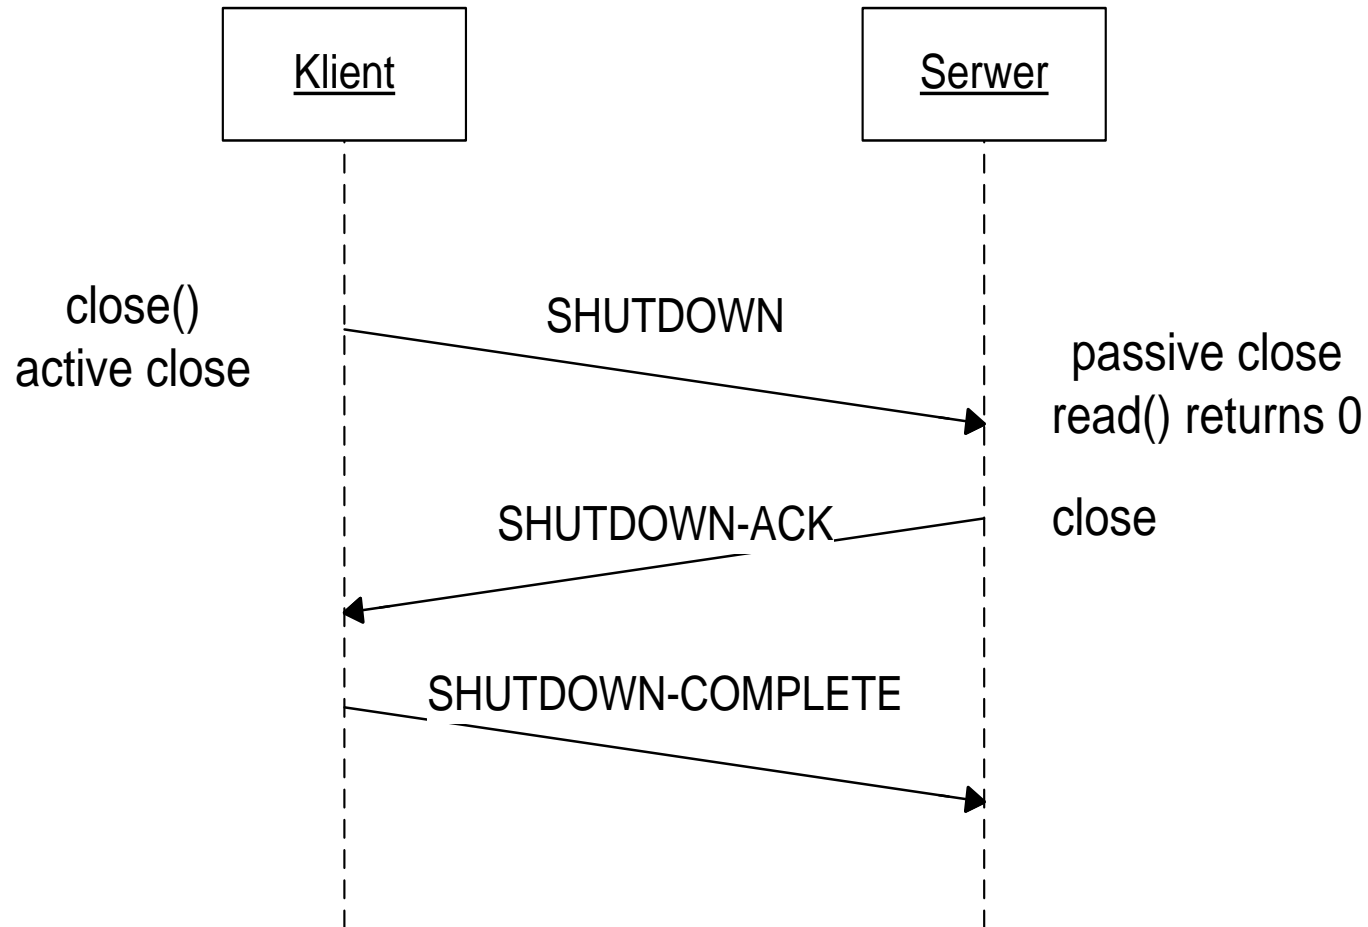 Klient
Serwer
close()
active close
SHUTDOWN
passive close
read() returns 0
SHUTDOWN-ACK
close
SHUTDOWN-COMPLETE